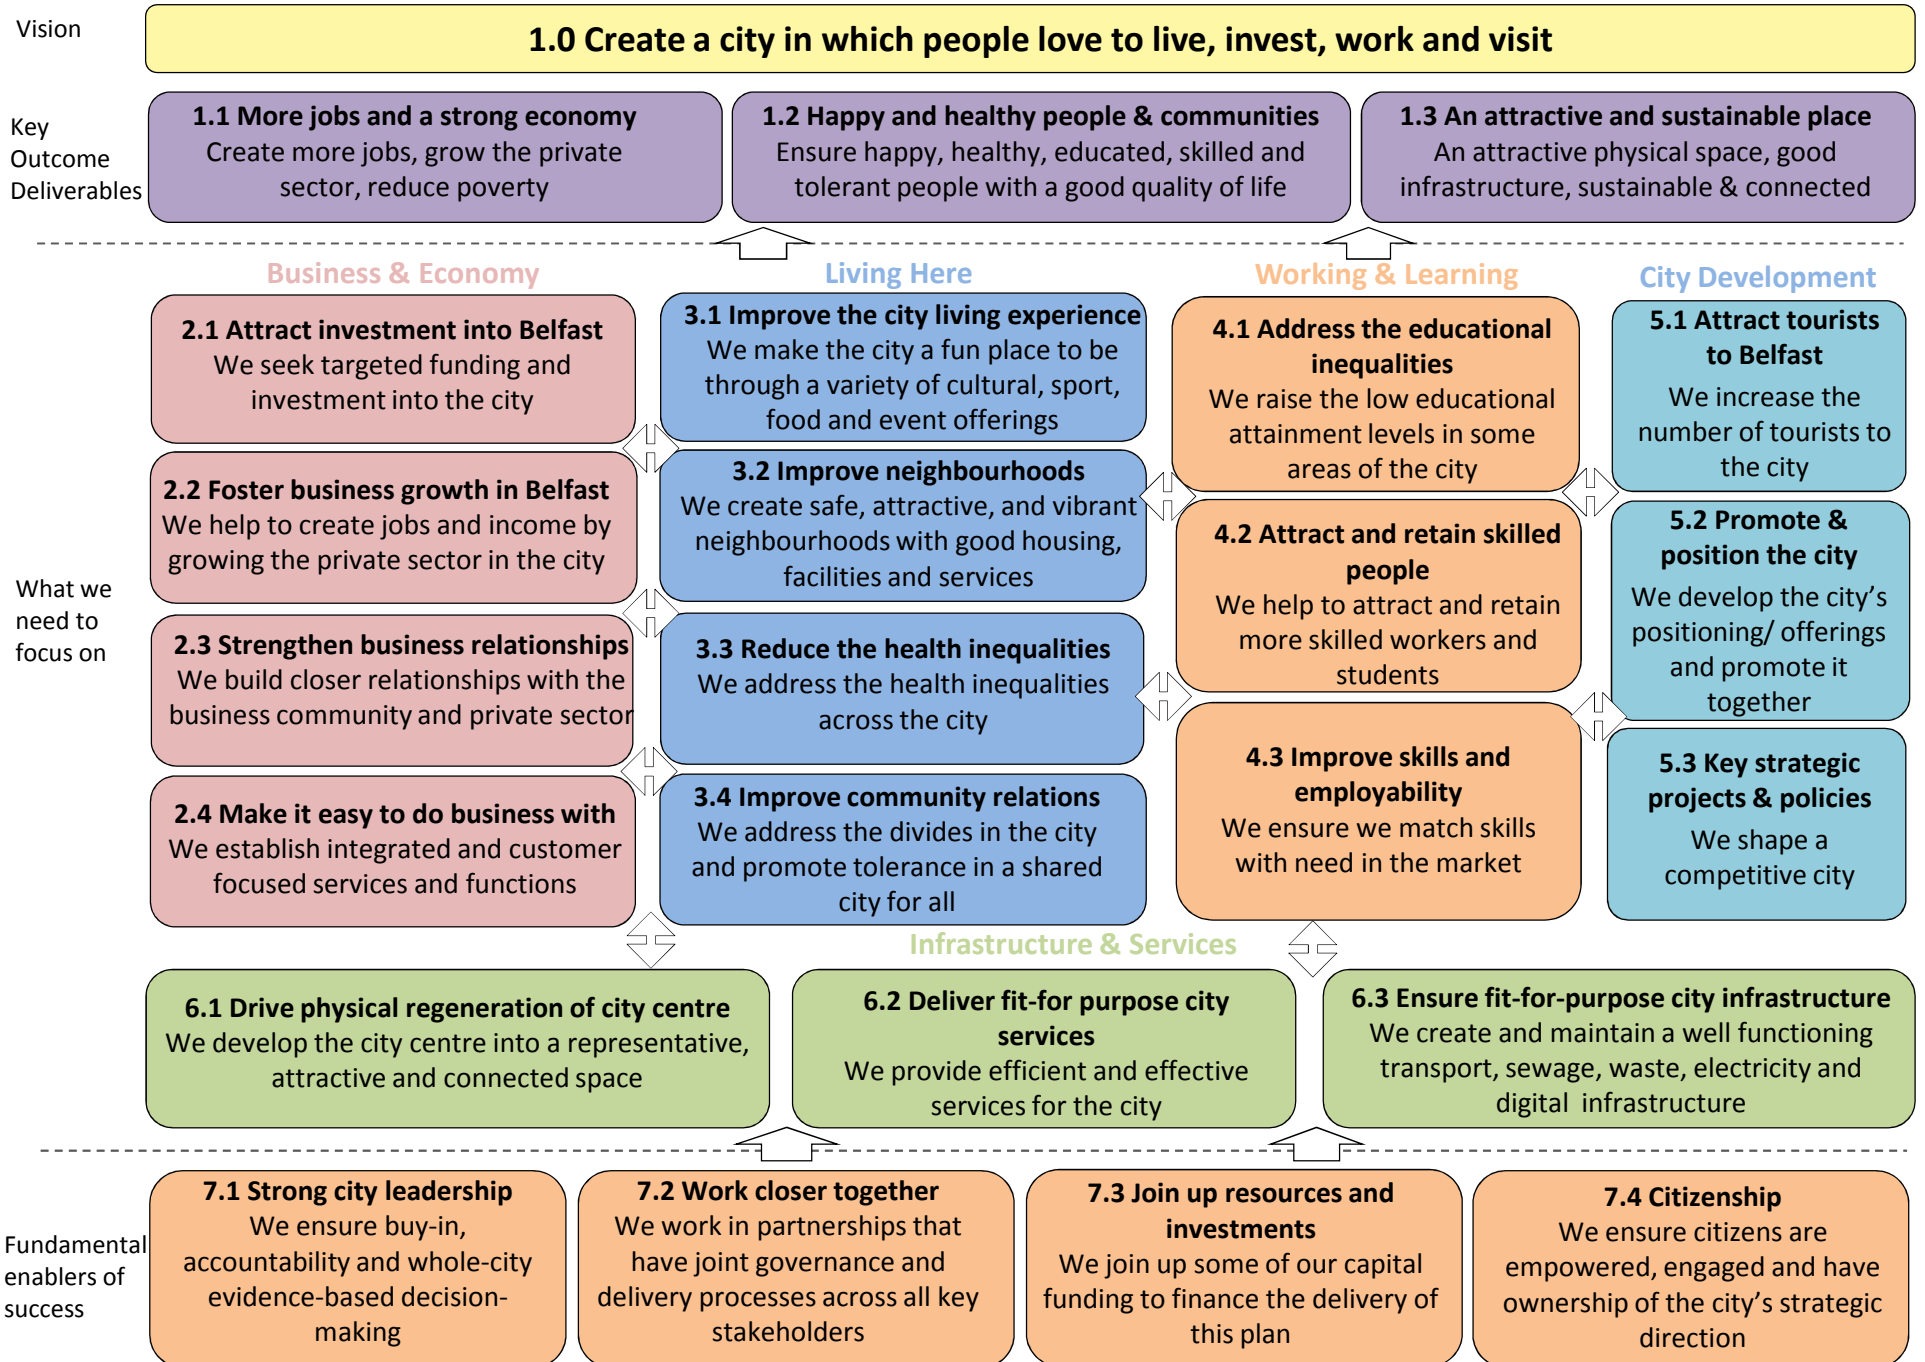 Vision
1.0 Create a city in which people love to live, invest, work and visit
Key
Outcome
Deliverables
1.1 More jobs and a strong economy
Create more jobs, grow the private
sector, reduce poverty
1.2 Happy and healthy people & communities
Ensure happy, healthy, educated, skilled and
tolerant people with a good quality of life
1.3 An attractive and sustainable place
An attractive physical space, good
infrastructure, sustainable & connected
What we
need to
focus on
Business & Economy
2.1 Attract investment into Belfast
We seek targeted funding and
investment into the city
2.2 Foster business growth in Belfast
We help to create jobs and income by
growing the private sector in the city
2.3 Strengthen business relationships
We build closer relationships with the
business community and private sector
2.4 Make it easy to do business with
We establish integrated and customer
focused services and functions
Living Here
3.1 Improve the city living experience
We make the city a fun place to be
through a variety of cultural, sport,
food and event offerings
3.2 Improve neighbourhoods
We create safe, attractive, and vibrant
neighbourhoods with good housing,
facilities and services
3.3 Reduce the health inequalities
We address the health inequalities
across the city
3.4 Improve community relations
We address the divides in the city
and promote tolerance in a shared
city for all
Working & Learning
4.1 Address the educational
inequalities
We raise the low educational
attainment levels in some
areas of the city
4.2 Attract and retain skilled
people
We help to attract and retain
more skilled workers and
students
4.3 Improve skills and
employability
We ensure we match skills
with need in the market
City Development
5.1 Attract tourists
to Belfast
We increase the
number of tourists to
the city
5.2 Promote &
position the city
We develop the city's
positioning/ offerings
and promote it
together
5.3 Key strategic
projects & policies
We shape a
competitive city
Infrastructure & Services
6.1 Drive physical regeneration of city centre
We develop the city centre into a representative,
attractive and connected space
6.2 Deliver fit-for purpose city
services
We provide efficient and effective
services for the city
6.3 Ensure fit-for-purpose city infrastructure
We create and maintain a well functioning
transport, sewage, waste, electricity and
digital infrastructure
Fundamental
enablers of
success
7.1 Strong city leadership
We ensure buy-in,
accountability and whole-city
evidence-based decision-
making
7.2 Work closer together
We work in partnerships that
have joint governance and
delivery processes across all key
stakeholders
7.3 Join up resources and
investments
We join up some of our capital
funding to finance the delivery of
this plan
7.4 Citizenship
We ensure citizens are
empowered, engaged and have
ownership of the city's strategic
direction